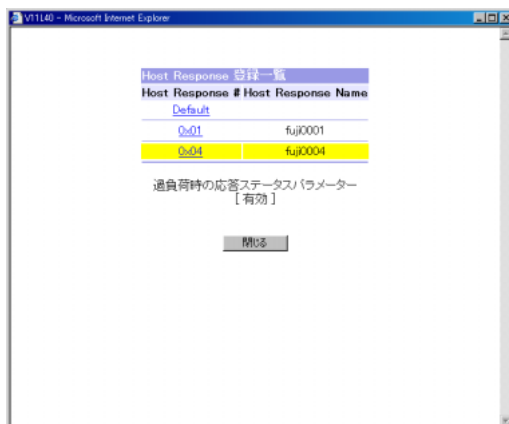 V11L40 - Microsoft Internet Explorer
Host Response 登録一覧
Host Response # Host Response Name
Default
0x01 fuji0001
0x04 fuji0004
過負荷時の応答ステータスパラメーター
[ 有効 ]
閉じる